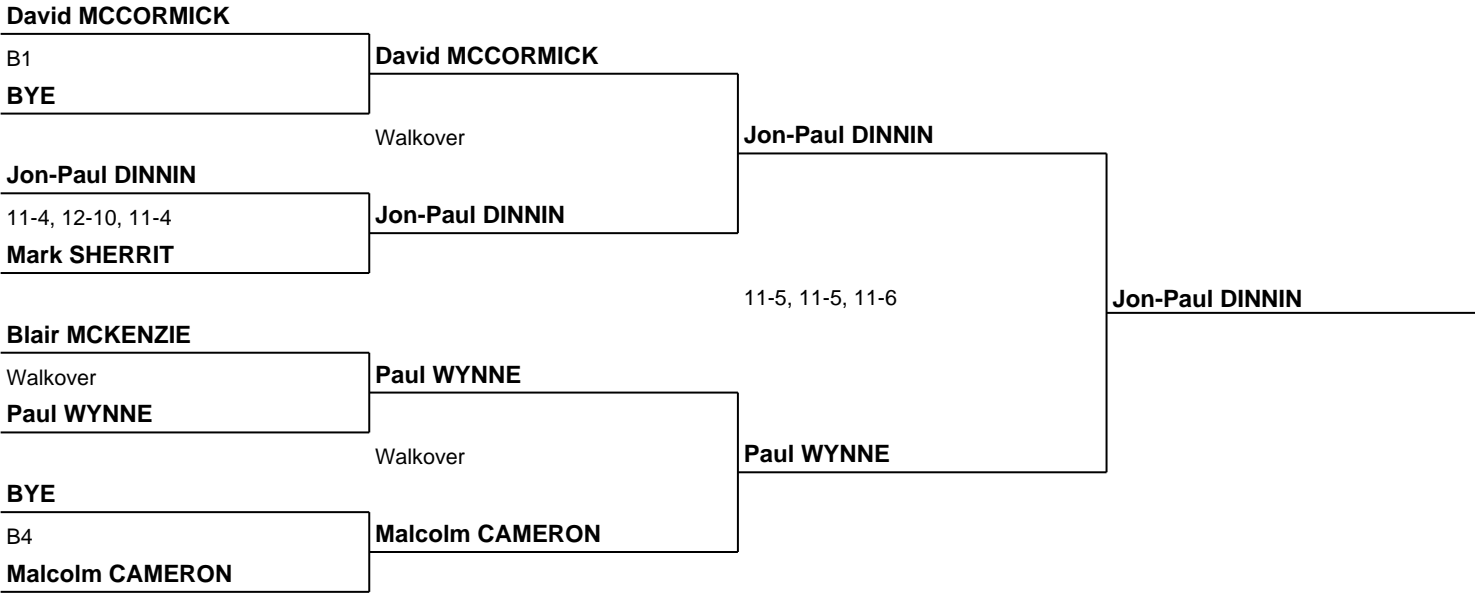 David MCCORMICK
B1
BYE
David MCCORMICK
Walkover
Jon-Paul DINNIN
Jon-Paul DINNIN
11-4, 12-10, 11-4
Mark SHERRIT
Jon-Paul DINNIN
11-5, 11-5, 11-6
Jon-Paul DINNIN
Blair MCKENZIE
Walkover
Paul WYNNE
Paul WYNNE
Walkover
Paul WYNNE
BYE
B4
Malcolm CAMERON
Malcolm CAMERON